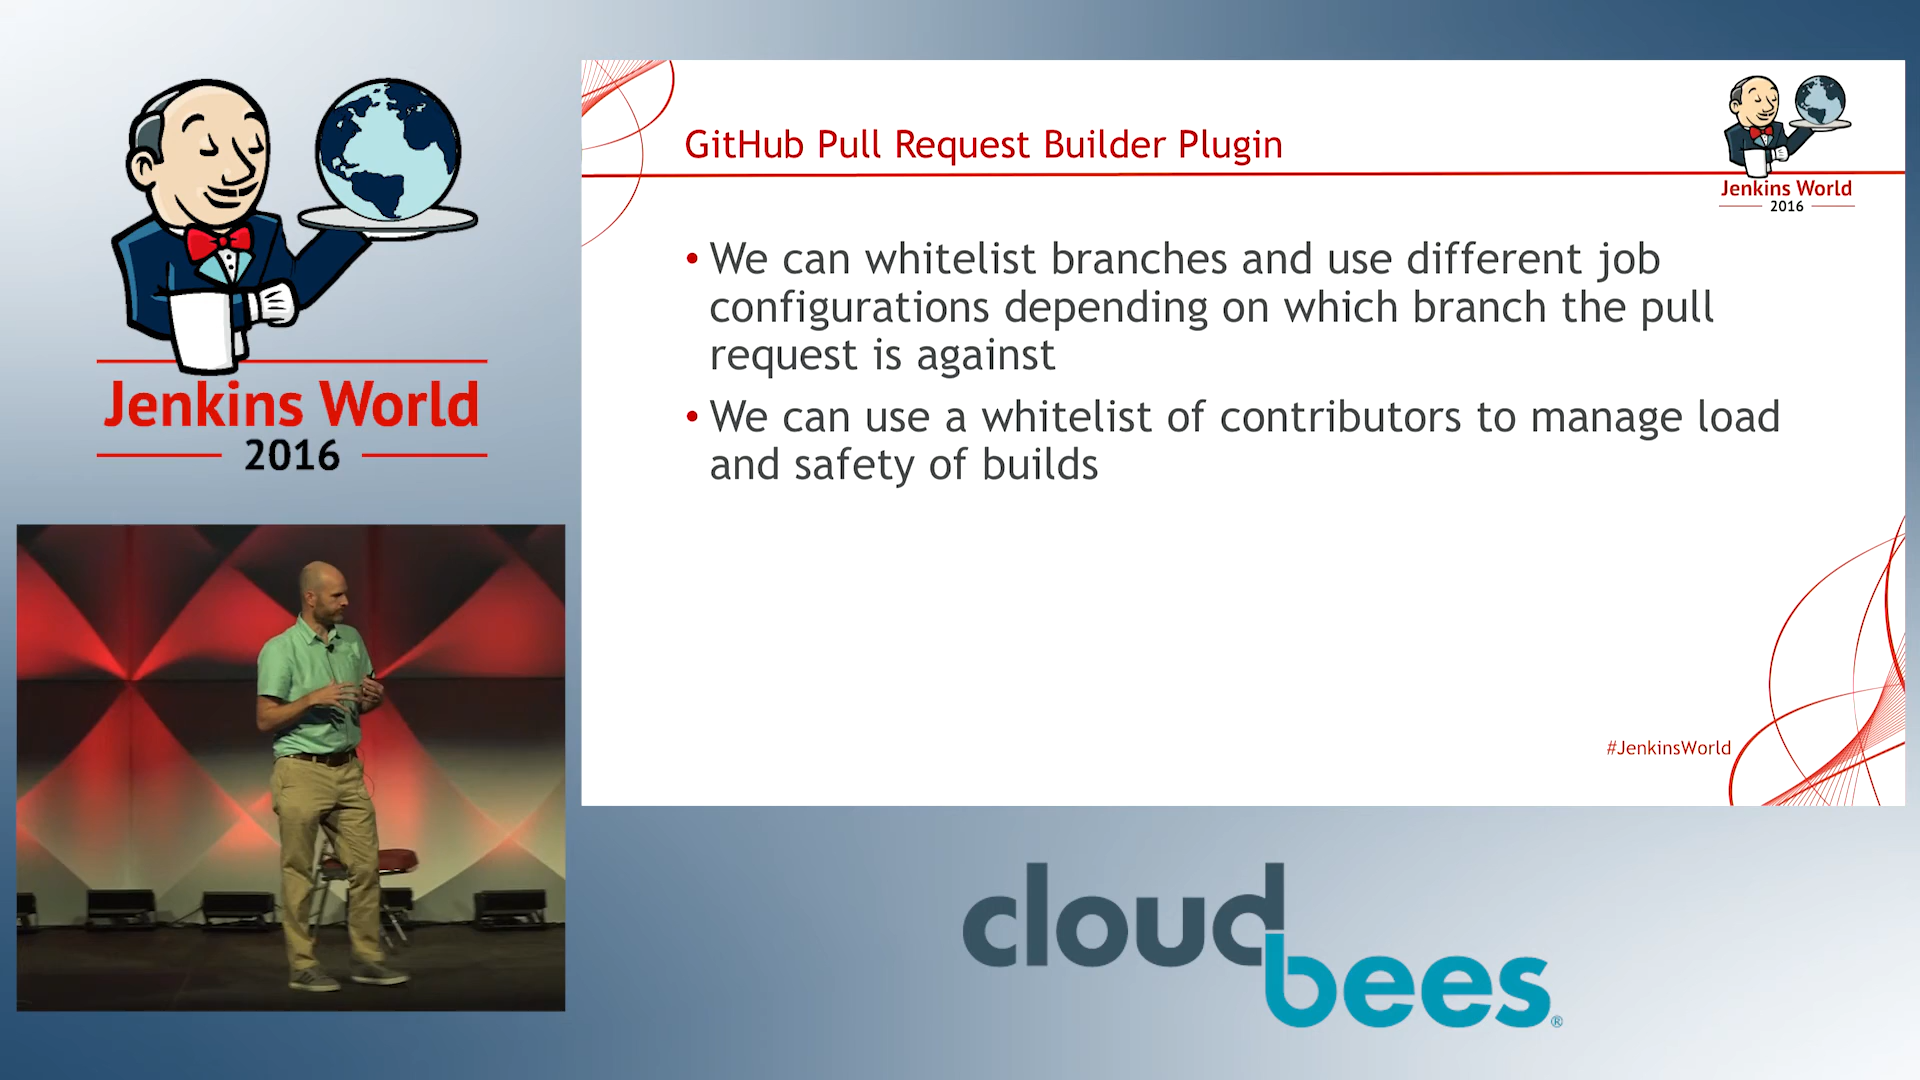 Jenkins World
2016
GitHub Pull Request Builder Plugin
Jenkins World
2016
• We can whitelist branches and use different job
configurations depending on which branch the pull
request is against
• We can use a whitelist of contributors to manage load
and safety of builds
#JenkinsWorld
cloud
bees®